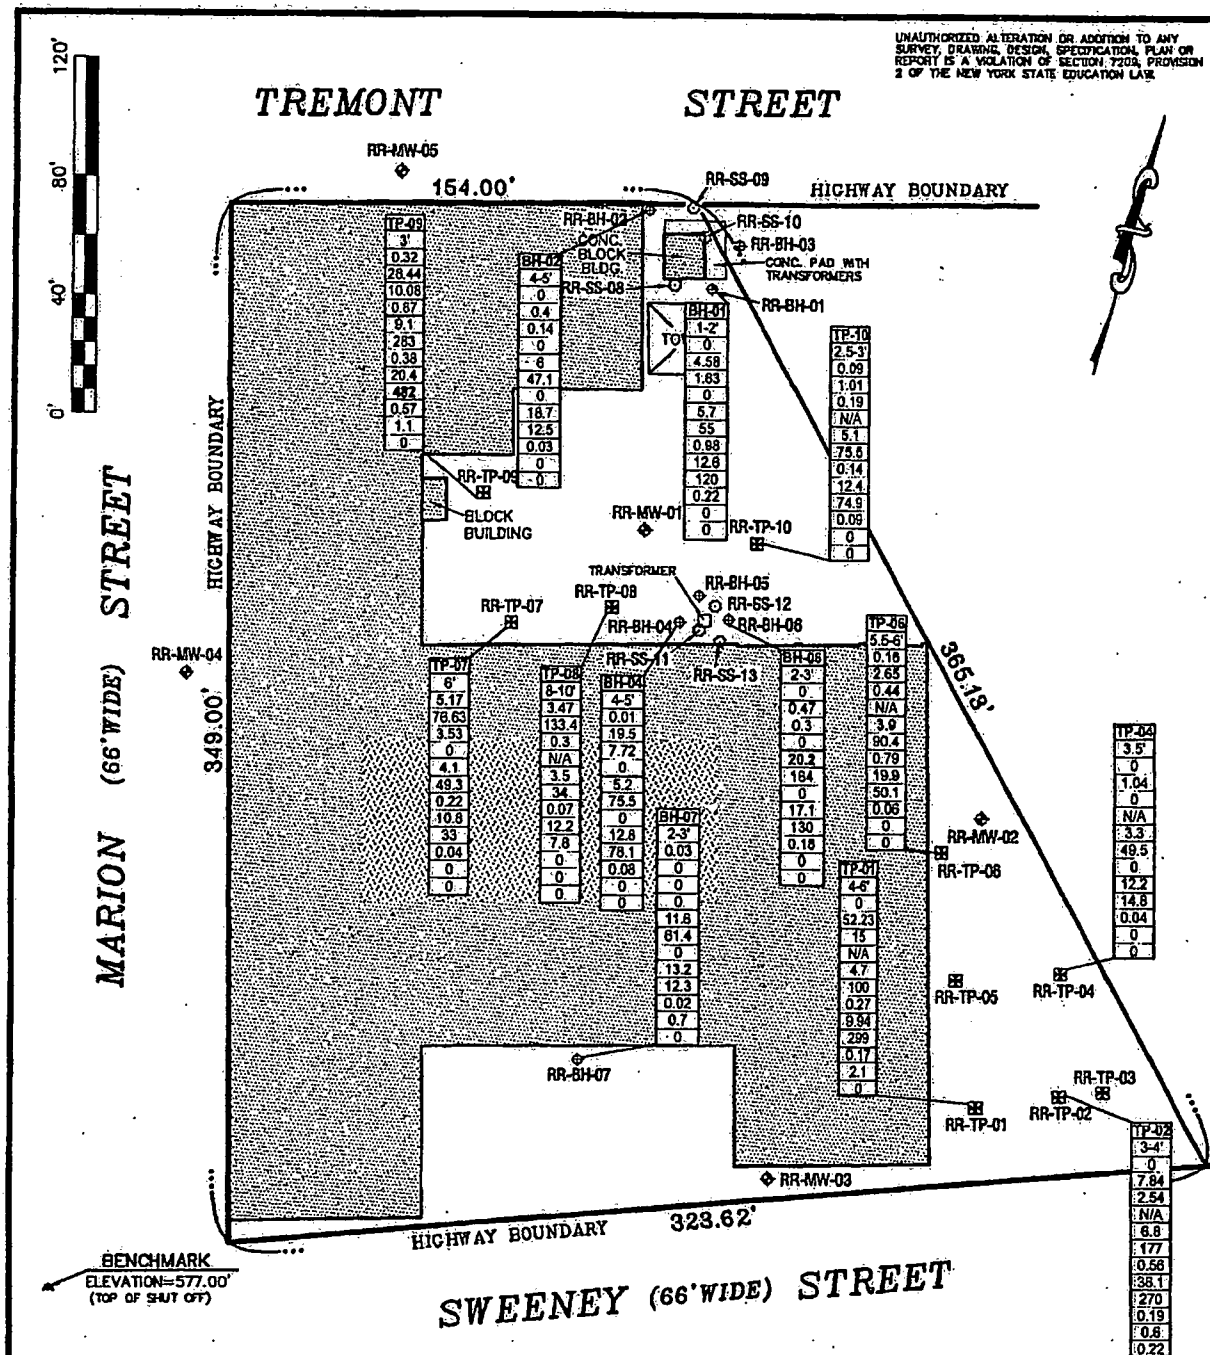 UNAUTHORIZED ALTERATION OR ADDITION TO ANY
SURVEY, DRAWING, DESIGN, SPECIFICATION, PLAN OR
REPORT IS A VIOLATION OF SECTION 7209, PROVISION
2 OF THE NEW YORK STATE EDUCATION LAW.
120'
80'
40'
0'
TREMONT STREET
RR-MW-05
154.00'
RR-SS-09
HIGHWAY BOUNDARY
RR-BH-02
RR-SS-10
CONC.
BLOCK
BLDG.
RR-BH-03
CONC. PAD WITH
TRANSFORMERS
RR-SS-08
RR-BH-01
TP-09
3'
0.32
26.44
10.08
0.67
9.1
283
0.38
20.4
482
0.57
1.1
0
BH-02
4-5'
0
0.4
0.14
0
6
47.1
0
18.7
12.5
0.03
0
0
BH-01
1-2'
0
4.58
1.63
0
5.7
55
0.98
12.6
120
0.22
0
0
TO
TP-10
2.5-3'
0.09
1.01
0.19
N/A
5.1
75.5
0.14
12.4
74.9
0.09
0
0
HIGHWAY BOUNDARY
RR-TP-09
BLOCK
BUILDING
RR-MW-01
RR-TP-10
MARION (66'WIDE) STREET
349.00'
RR-MW-04
TRANSFORMER
RR-BH-05
RR-TP-08
RR-SS-12
RR-TP-07
RR-BH-04
RR-BH-06
RR-SS-11
RR-SS-13
365.13'
TP-07
6'
5.17
76.63
3.53
0
4.1
49.3
0.22
10.8
33
0.04
0
0
TP-08
8-10'
3.47
133.4
0.3
N/A
3.5
34
0.07
12.2
7.8
0
0
0
BH-04
4-5'
0.01
19.5
7.72
0
5.2
75.5
0
12.8
78.1
0.08
0
0
BH-06
2-3'
0
0.47
0.3
0
20.2
184
0
17.1
130
0.18
0
0
TP-06
5.5-6'
0.16
2.65
0.44
N/A
3.9
90.4
0.79
19.9
50.1
0.06
0
0
BH-07
2-3'
0.03
0
0
0
11.8
61.4
0
13.2
12.3
0.02
0.7
0
TP-01
4-6'
0
52.23
15
N/A
4.7
100
0.27
9.94
299
0.17
2.1
0
TP-04
3.5'
0
1.04
0
N/A
3.3
49.5
0
12.2
14.8
0.04
0
0
RR-MW-02
RR-TP-06
RR-TP-05
RR-TP-04
RR-BH-07
RR-TP-03
RR-TP-01
RR-TP-02
TP-02
3-4'
0
7.84
2.54
N/A
6.8
177
0.56
38.1
270
0.19
0.6
0.22
RR-MW-03
HIGHWAY BOUNDARY
323.62'
BENCHMARK
ELEVATION=577.00'
(TOP OF SHUT OFF)
SWEENEY (66'WIDE) STREET